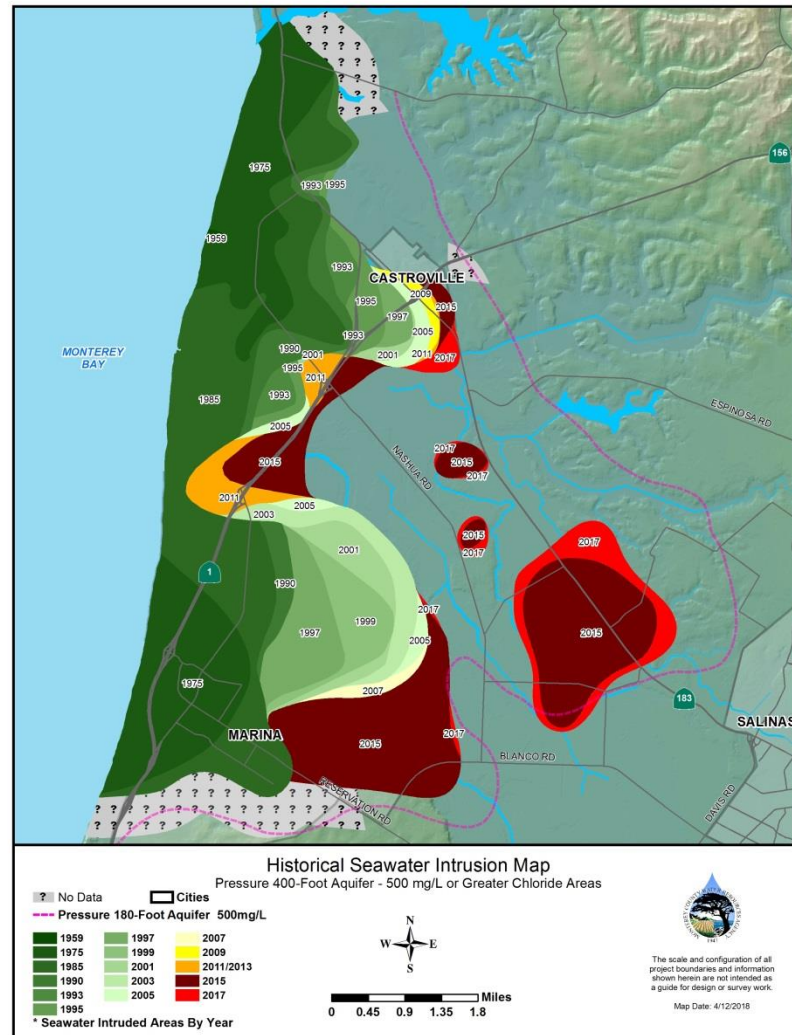 156
1993
1995
1975
1959
1993
CASTROVILLE
2009
1995
2015
1997
1993
2005
1990
2001
2001
2011
2017
1995
2011
MONTEREY
BAY
1993
1985
ESPINOSA RD
2005
2017
2015
NASHUA RD
2015
2017
2011
2005
2003
2015
2017
2001
2017
1
1990
2017
1999
1997
2005
2015
1975
2007
183
MARINA
2015
2017
SALINAS
BLANCO RD
RESERVATION RD
DAVIS RD
? ? ?
Historical Seawater Intrusion Map
Pressure 400-Foot Aquifer - 500 mg/L or Greater Chloride Areas
? No Data
Cities
Pressure 180-Foot Aquifer 500mg/L
1959
1975
1985
1990
1993
1995
1997
1999
2001
2003
2005
2007
2009
2011/2013
2015
2017
* Seawater Intruded Areas By Year
N
W E
S
Miles
0 0.45 0.9 1.35 1.8
MONTEREY COUNTY WATER RESOURCES AGENCY
1947
The scale and configuration of all
project boundaries and information
shown herein are not intended as
a guide for design or survey work.
Map Date: 4/12/2018